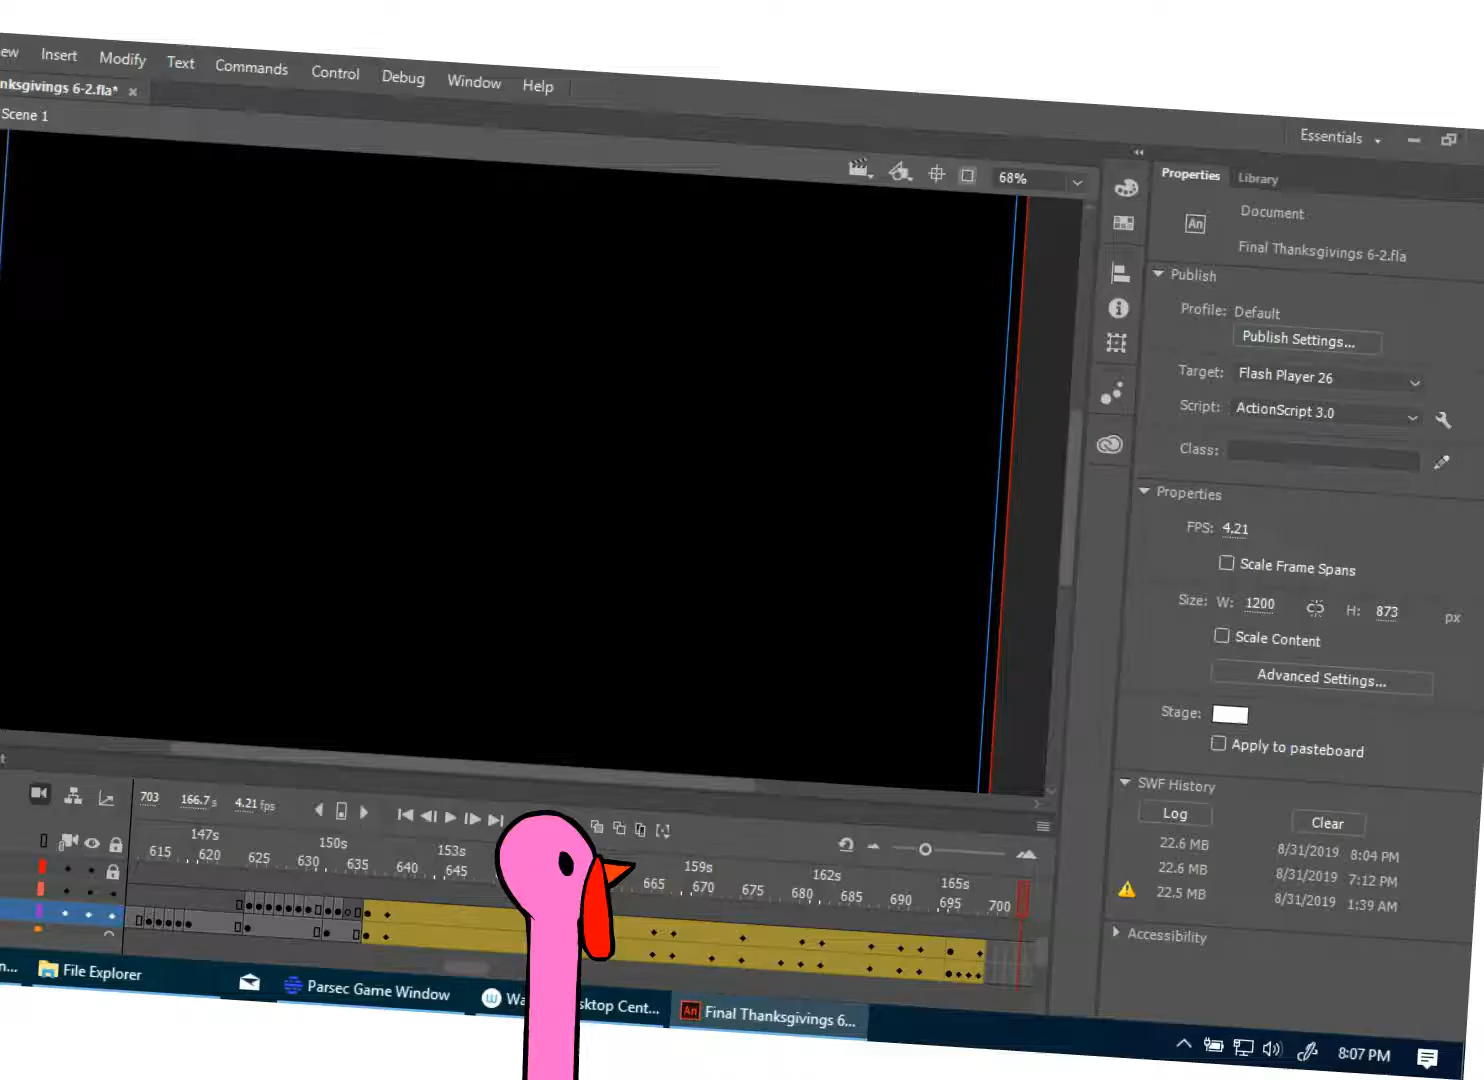 ew Insert Modify Text Commands Control Debug Window Help
Essentials
nksgivings 6-2.fla* ×
Scene 1
68%
Properties Library
Document
An
Final Thanksgivings 6-2.fla
Publish
Profile: Default
Publish Settings...
Target: Flash Player 26
Script: ActionScript 3.0
Class:
Properties
FPS: 4.21
Scale Frame Spans
Size: W: 1200 H: 873 px
Scale Content
Advanced Settings...
Stage:
Apply to pasteboard
SWF History
Log Clear
22.6 MB 8/31/2019 8:04 PM
22.6 MB 8/31/2019 7:12 PM
22.5 MB 8/31/2019 1:39 AM
Accessibility
t
703 166.7 s 4.21 fps
147s 150s 153s 159s 162s 165s
615 620 625 630 635 640 645 665 670 675 680 685 690 695 700
n... File Explorer Parsec Game Window Wa sktop Cent... An Final Thanksgivings 6...
8:07 PM